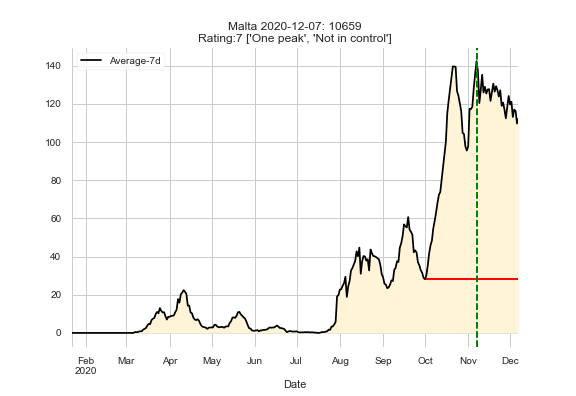 Malta 2020-12-07: 10659
Rating:7 ['One peak', 'Not in control']
Average-7d
140
120
100
80
60
40
20
0
Feb Mar Apr May Jun Jul Aug Sep Oct Nov Dec
2020
Date